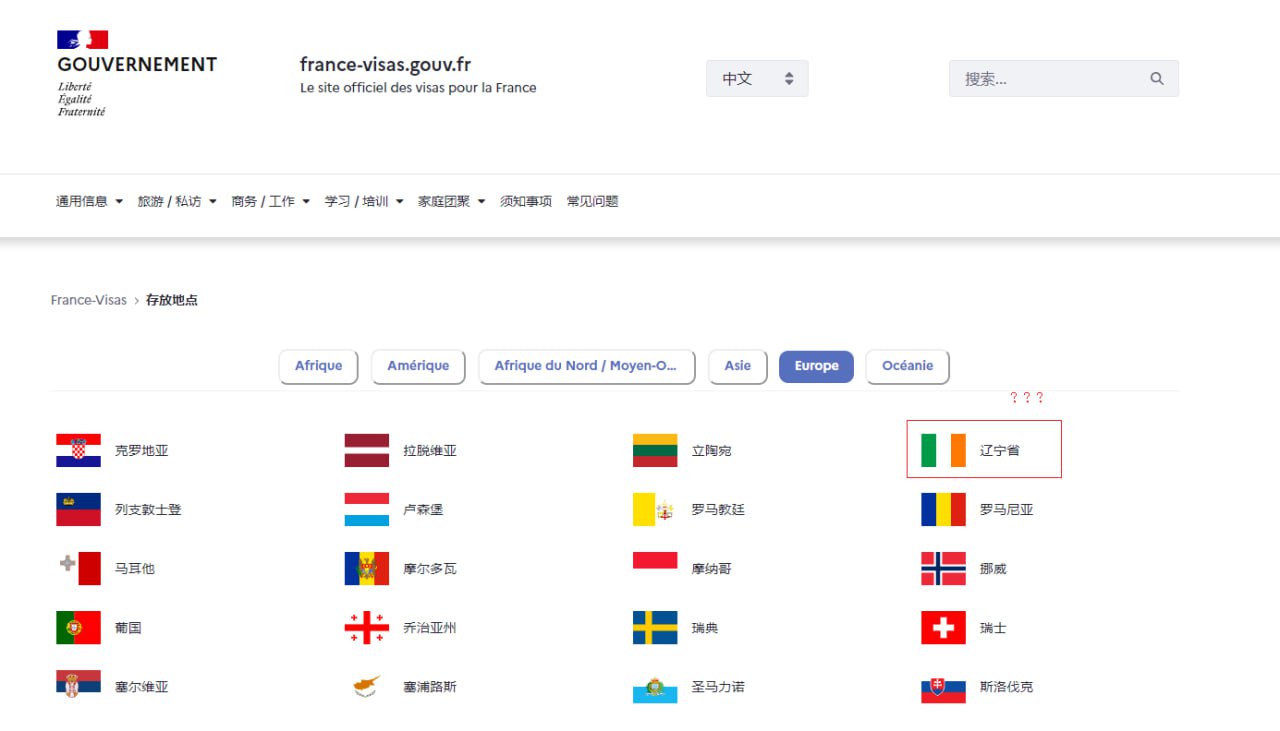 GOUVERNEMENT
Liberté
Égalité
Fraternité
france-visas.gouv.fr
Le site officiel des visas pour la France
中文
搜索...
通用信息 旅游 / 私访 商务 / 工作 学习 / 培训 家庭团聚 须知事项 常见问题
France-Visas > 存放地点
Afrique Amérique Afrique du Nord / Moyen-O... Asie Europe Océanie
？？？
克罗地亚 拉脱维亚 立陶宛 辽宁省
列支敦士登 卢森堡 罗马教廷 罗马尼亚
马耳他 摩尔多瓦 摩纳哥 挪威
葡国 乔治亚州 瑞典 瑞士
塞尔维亚 塞浦路斯 圣马力诺 斯洛伐克